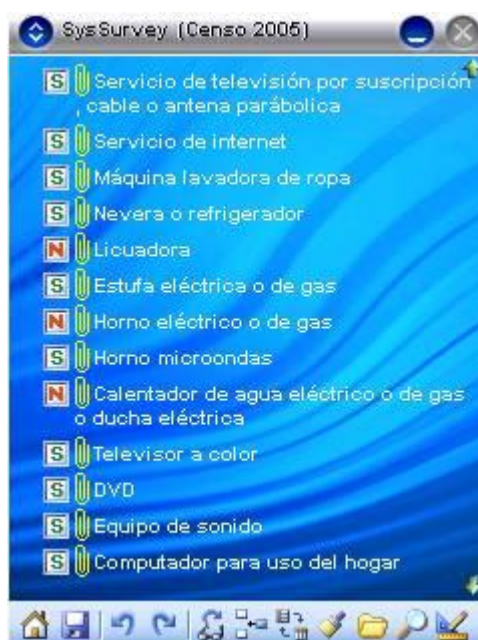 SysSurvey (Censo 2005)
S Servicio de televisión por suscripción
, cable o antena parábolica
S Servicio de internet
S Máquina lavadora de ropa
S Nevera o refrigerador
N Licuadora
S Estufa eléctrica o de gas
N Horno eléctrico o de gas
S Horno microondas
N Calentador de agua eléctrico o de gas
o ducha eléctrica
S Televisor a color
S DVD
S Equipo de sonido
S Computador para uso del hogar